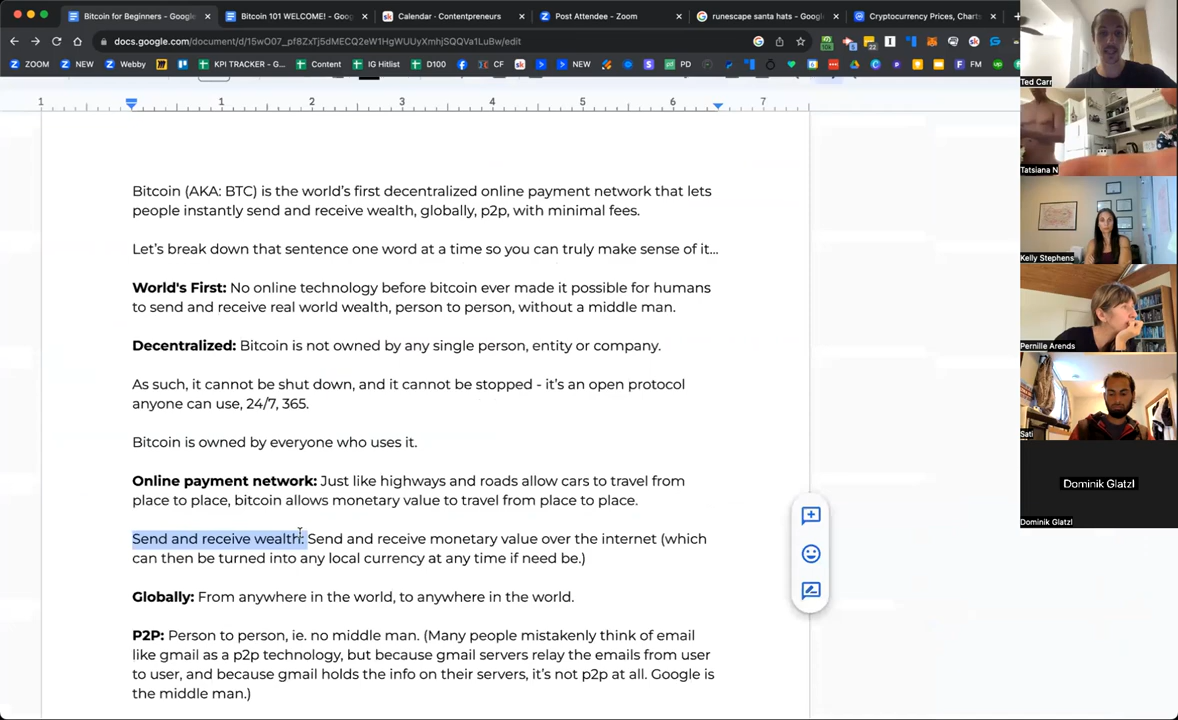 Bitcoin for Beginners - Google
Bitcoin 101 WELCOME! - Goo
Calendar · Contentpreneurs
Post Attendee - Zoom
runescape santa hats - Google
Cryptocurrency Prices, Charts
docs.google.com/document/d/15wO07_pf8ZxTj5dMECQ2eW1HgWUUyXmhjSQQVa1LuBw/edit
ZOOM
NEW
Webby
KPI TRACKER - G...
Content
IG Hitlist
D100
CF
NEW
PD
FM
1 1 2 3 4 5 6 7
Bitcoin (AKA: BTC) is the world's first decentralized online payment network that lets
people instantly send and receive wealth, globally, p2p, with minimal fees.
Let's break down that sentence one word at a time so you can truly make sense of it...
World's First: No online technology before bitcoin ever made it possible for humans
to send and receive real world wealth, person to person, without a middle man.
Decentralized: Bitcoin is not owned by any single person, entity or company.
As such, it cannot be shut down, and it cannot be stopped - it's an open protocol
anyone can use, 24/7, 365.
Bitcoin is owned by everyone who uses it.
Online payment network: Just like highways and roads allow cars to travel from
place to place, bitcoin allows monetary value to travel from place to place.
Send and receive wealth: Send and receive monetary value over the internet (which
can then be turned into any local currency at any time if need be.)
Globally: From anywhere in the world, to anywhere in the world.
P2P: Person to person, ie. no middle man. (Many people mistakenly think of email
like gmail as a p2p technology, but because gmail servers relay the emails from user
to user, and because gmail holds the info on their servers, it's not p2p at all. Google is
the middle man.)
Ted Carr
Tatsiana N
Kelly Stephens
Pernille Arends
Sati
Dominik Glatzl
Dominik Glatzl